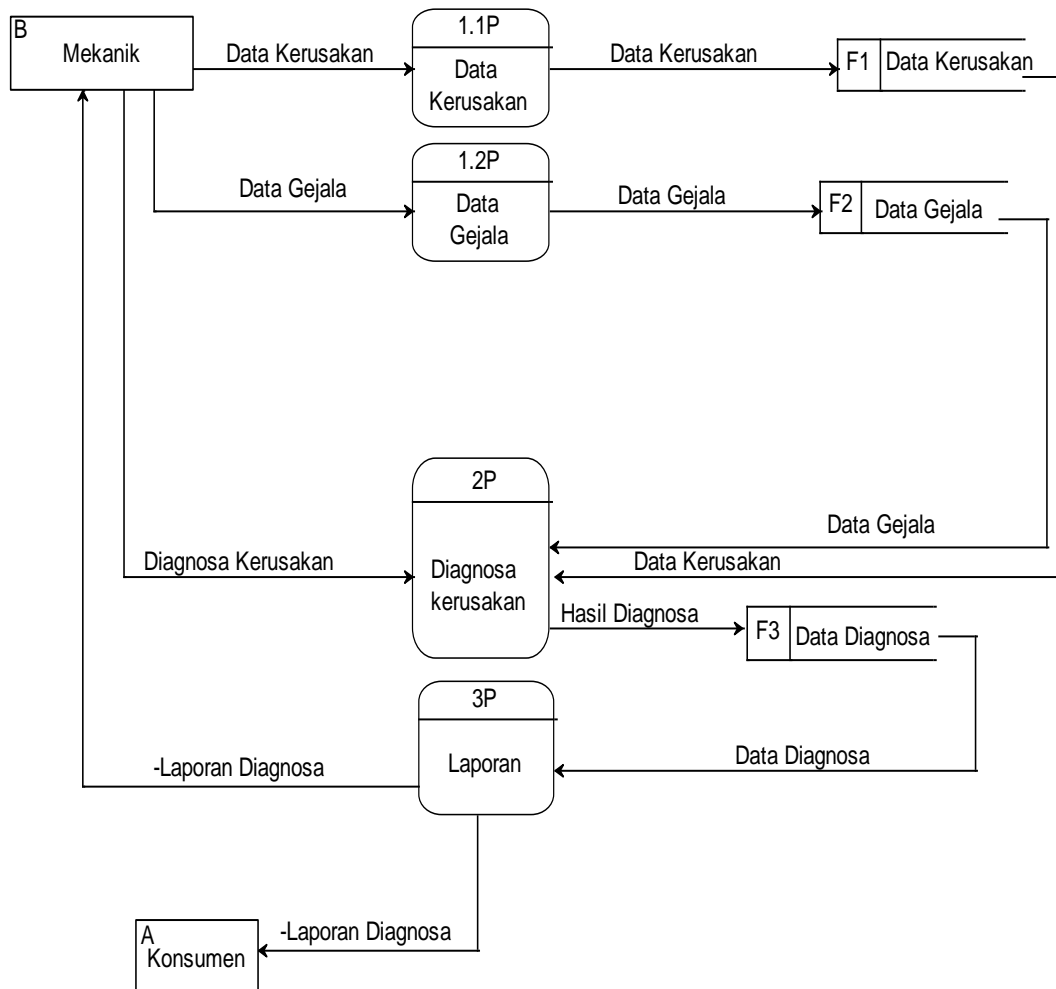 B
Mekanik
Data Kerusakan
1.1P
Data
Kerusakan
Data Kerusakan
F1
Data Kerusakan
Data Gejala
1.2P
Data
Gejala
Data Gejala
F2
Data Gejala
2P
Diagnosa
kerusakan
Diagnosa Kerusakan
Data Gejala
Data Kerusakan
Hasil Diagnosa
F3
Data Diagnosa
3P
Laporan
-Laporan Diagnosa
Data Diagnosa
A
Konsumen
-Laporan Diagnosa